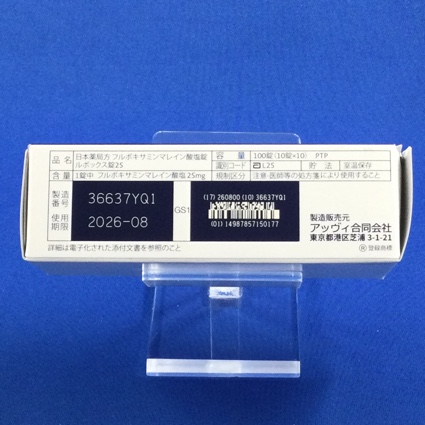 品名 日本薬局方 フルボキサミンマレイン酸塩錠
ルボックス錠25
容量 100錠(10錠×10) PTP
識別コード L25 貯法 室温保存
含量 1錠中 フルボキサミンマレイン酸塩 25mg 規制区分 注意-医師等の処方箋により使用すること
製造番号 36637YQ1
使用期限 2026-08
GS1
(17) 260800 (10) 36637YQ1
(01) 14987857150177
製造販売元
アッヴィ合同会社
東京都港区芝浦 3-1-21
詳細は電子化された添付文書を参照のこと
Ⓡ登録商標